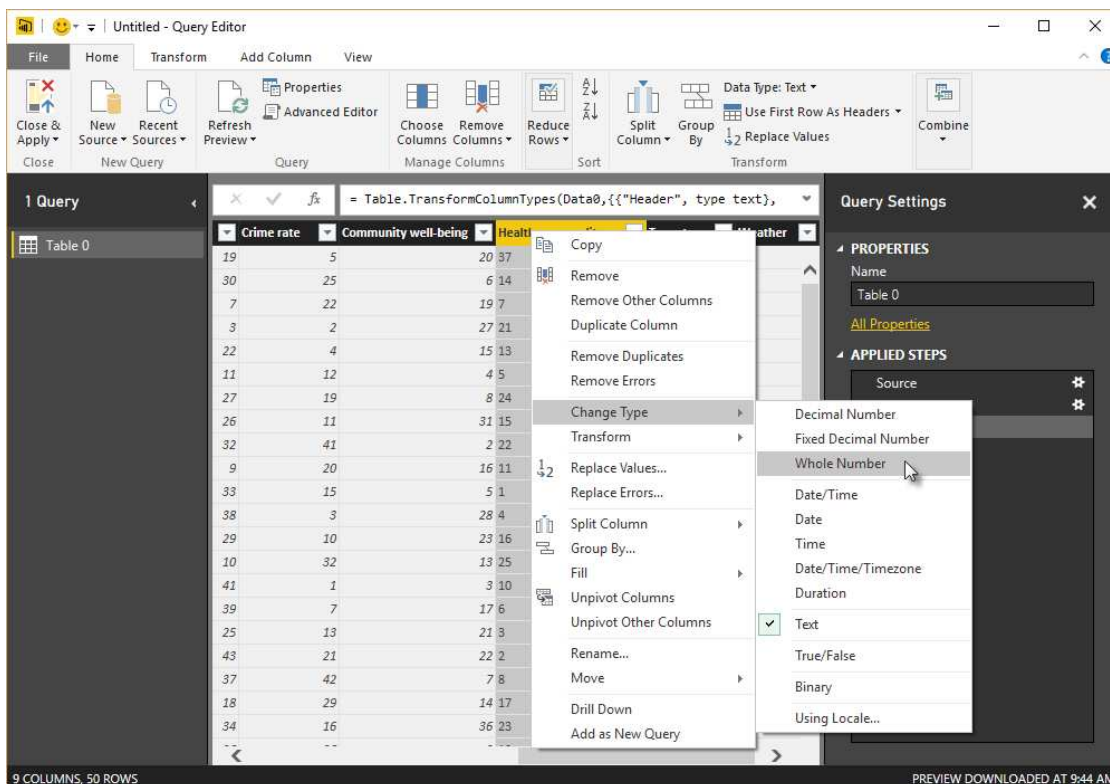 Untitled - Query Editor
File Home Transform Add Column View
Close & Apply
New Source
Recent Sources
Refresh Preview
Properties
Advanced Editor
Choose Columns
Remove Columns
Reduce Rows
Split Column
Group By
Data Type: Text
Use First Row As Headers
1 2 Replace Values
Combine
Close New Query Query Manage Columns Sort Transform
1 Query
Table 0
fx = Table.TransformColumnTypes(Data0,{{"Header", type text},
Crime rate Community well-being
19 5 20 37
30 25 6 14
7 22 19 7
3 2 27 21
22 4 15 13
11 12 4 5
27 19 8 24
26 11 31 15
32 41 2 22
9 20 16 11
33 15 5 1
38 3 28 4
29 10 23 16
10 32 13 25
41 1 3 10
39 7 17 6
25 13 21 3
43 21 22 2
37 42 7 8
18 29 14 17
34 16 36 23
Copy
Remove
Remove Other Columns
Duplicate Column
Remove Duplicates
Remove Errors
Change Type
Transform
1 2 Replace Values...
Replace Errors...
Split Column
Group By...
Fill
Unpivot Columns
Unpivot Other Columns
Rename...
Move
Drill Down
Add as New Query
Decimal Number
Fixed Decimal Number
Whole Number
Date/Time
Date
Time
Date/Time/Timezone
Duration
Text
True/False
Binary
Using Locale...
Query Settings
PROPERTIES
Name
Table 0
All Properties
APPLIED STEPS
Source
9 COLUMNS, 50 ROWS
PREVIEW DOWNLOADED AT 9:44 AM